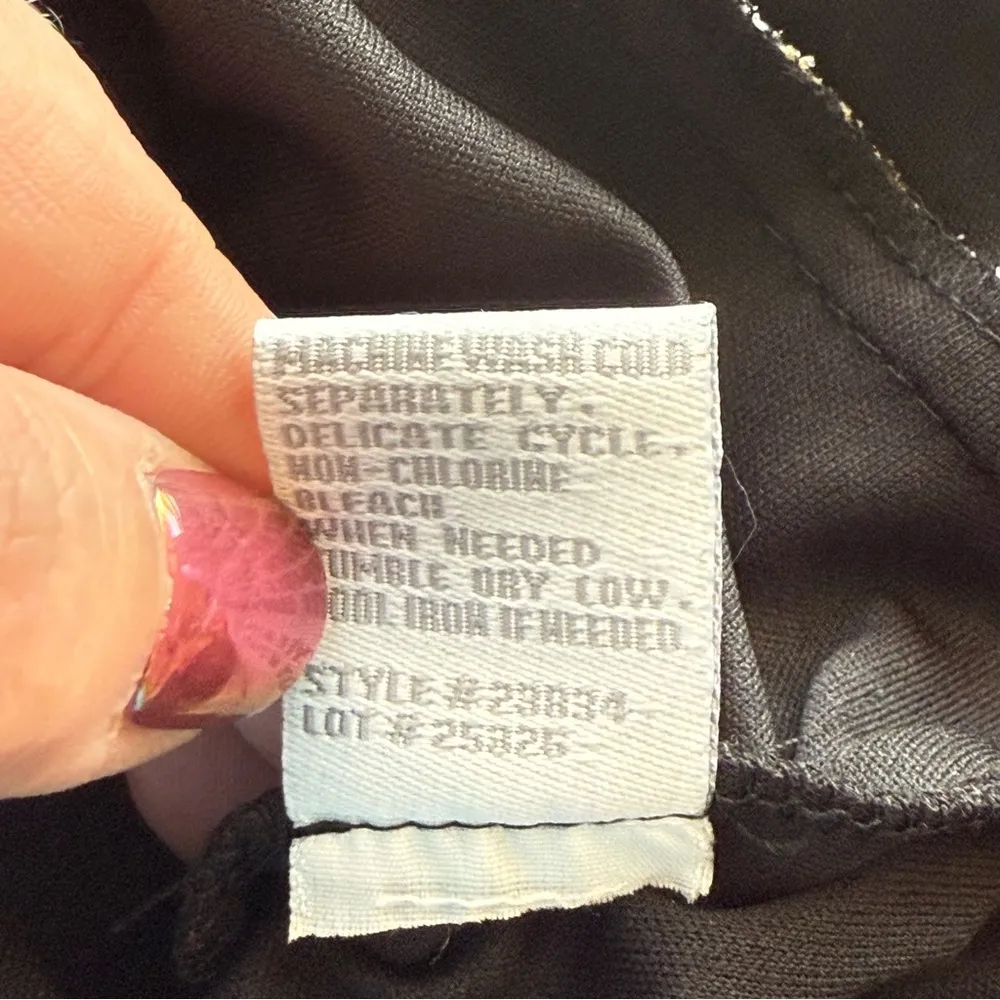 MACHINE WASH COLD
SEPARATELY.
DELICATE CYCLE.
NON-CHLORINE
BLEACH
WHEN NEEDED
TUMBLE DRY LOW.
COOL IRON IF NEEDED
STYLE # 29834
LOT # 25826